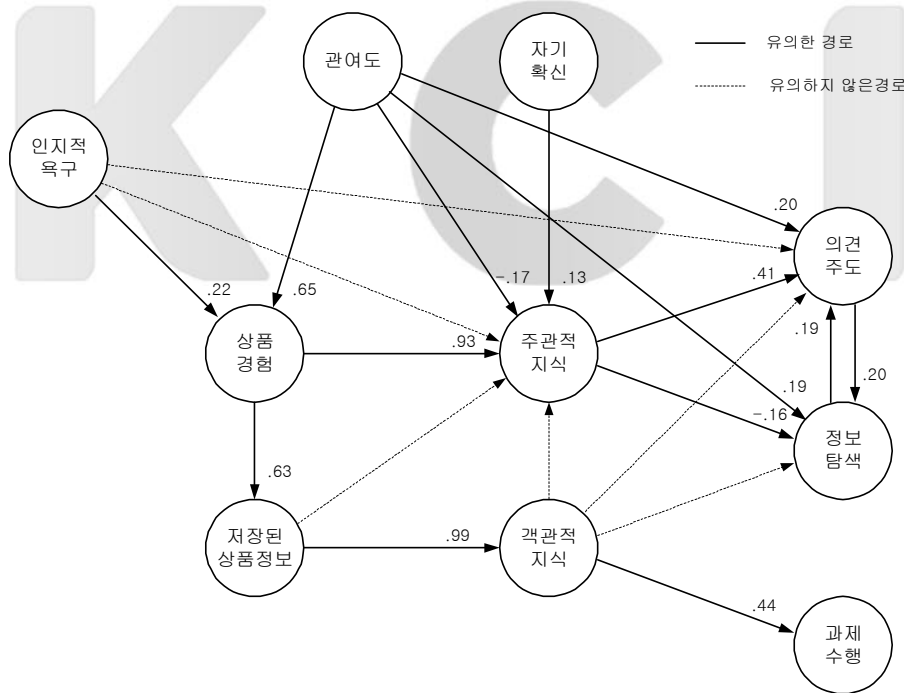 K C I
관여도
자기
확신
유의한 경로
유의하지 않은경로
인지적
욕구
.20
의견
주도
.22
.65
-.17
.13
.41
상품
경험
.93
주관적
지식
.19
.19
.20
-.16
정보
탐색
.63
저장된
상품정보
.99
객관적
지식
.44
과제
수행